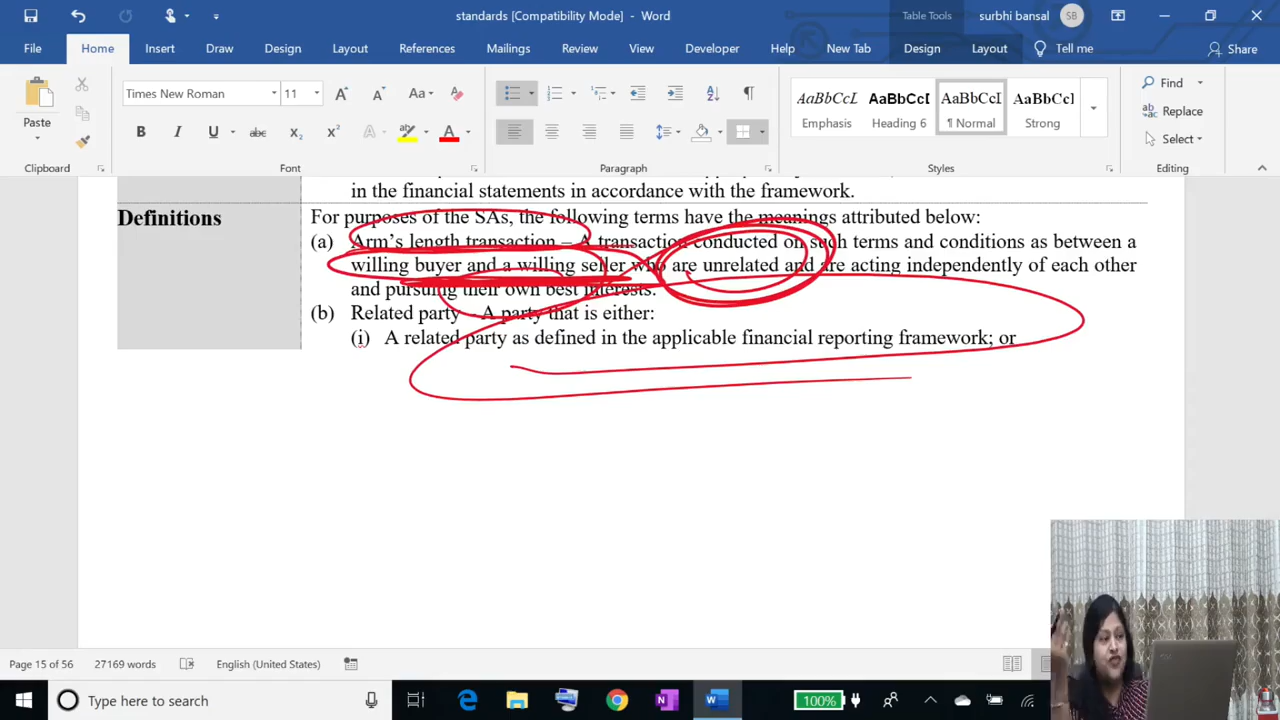 standards [Compatibility Mode] - Word
Table Tools
surbhi bansal
SB
File Home Insert Draw Design Layout References Mailings Review View Developer Help New Tab Design Layout Tell me Share
Times New Roman 11
Paste
Clipboard
Font
Paragraph
AaBbCcL AaBbCcD AaBbCcD AaBbCcI
Emphasis Heading 6 ¶ Normal Strong
Styles
Find
Replace
Select
Editing
in the financial statements in accordance with the framework.
Definitions
For purposes of the SAs, the following terms have the meanings attributed below:
(a) Arm's length transaction – A transaction conducted on such terms and conditions as between a
willing buyer and a willing seller who are unrelated and are acting independently of each other
and pursuing their own best interests.
(b) Related party – A party that is either:
(i) A related party as defined in the applicable financial reporting framework; or
Page 15 of 56 27169 words English (United States)
Type here to search
100%